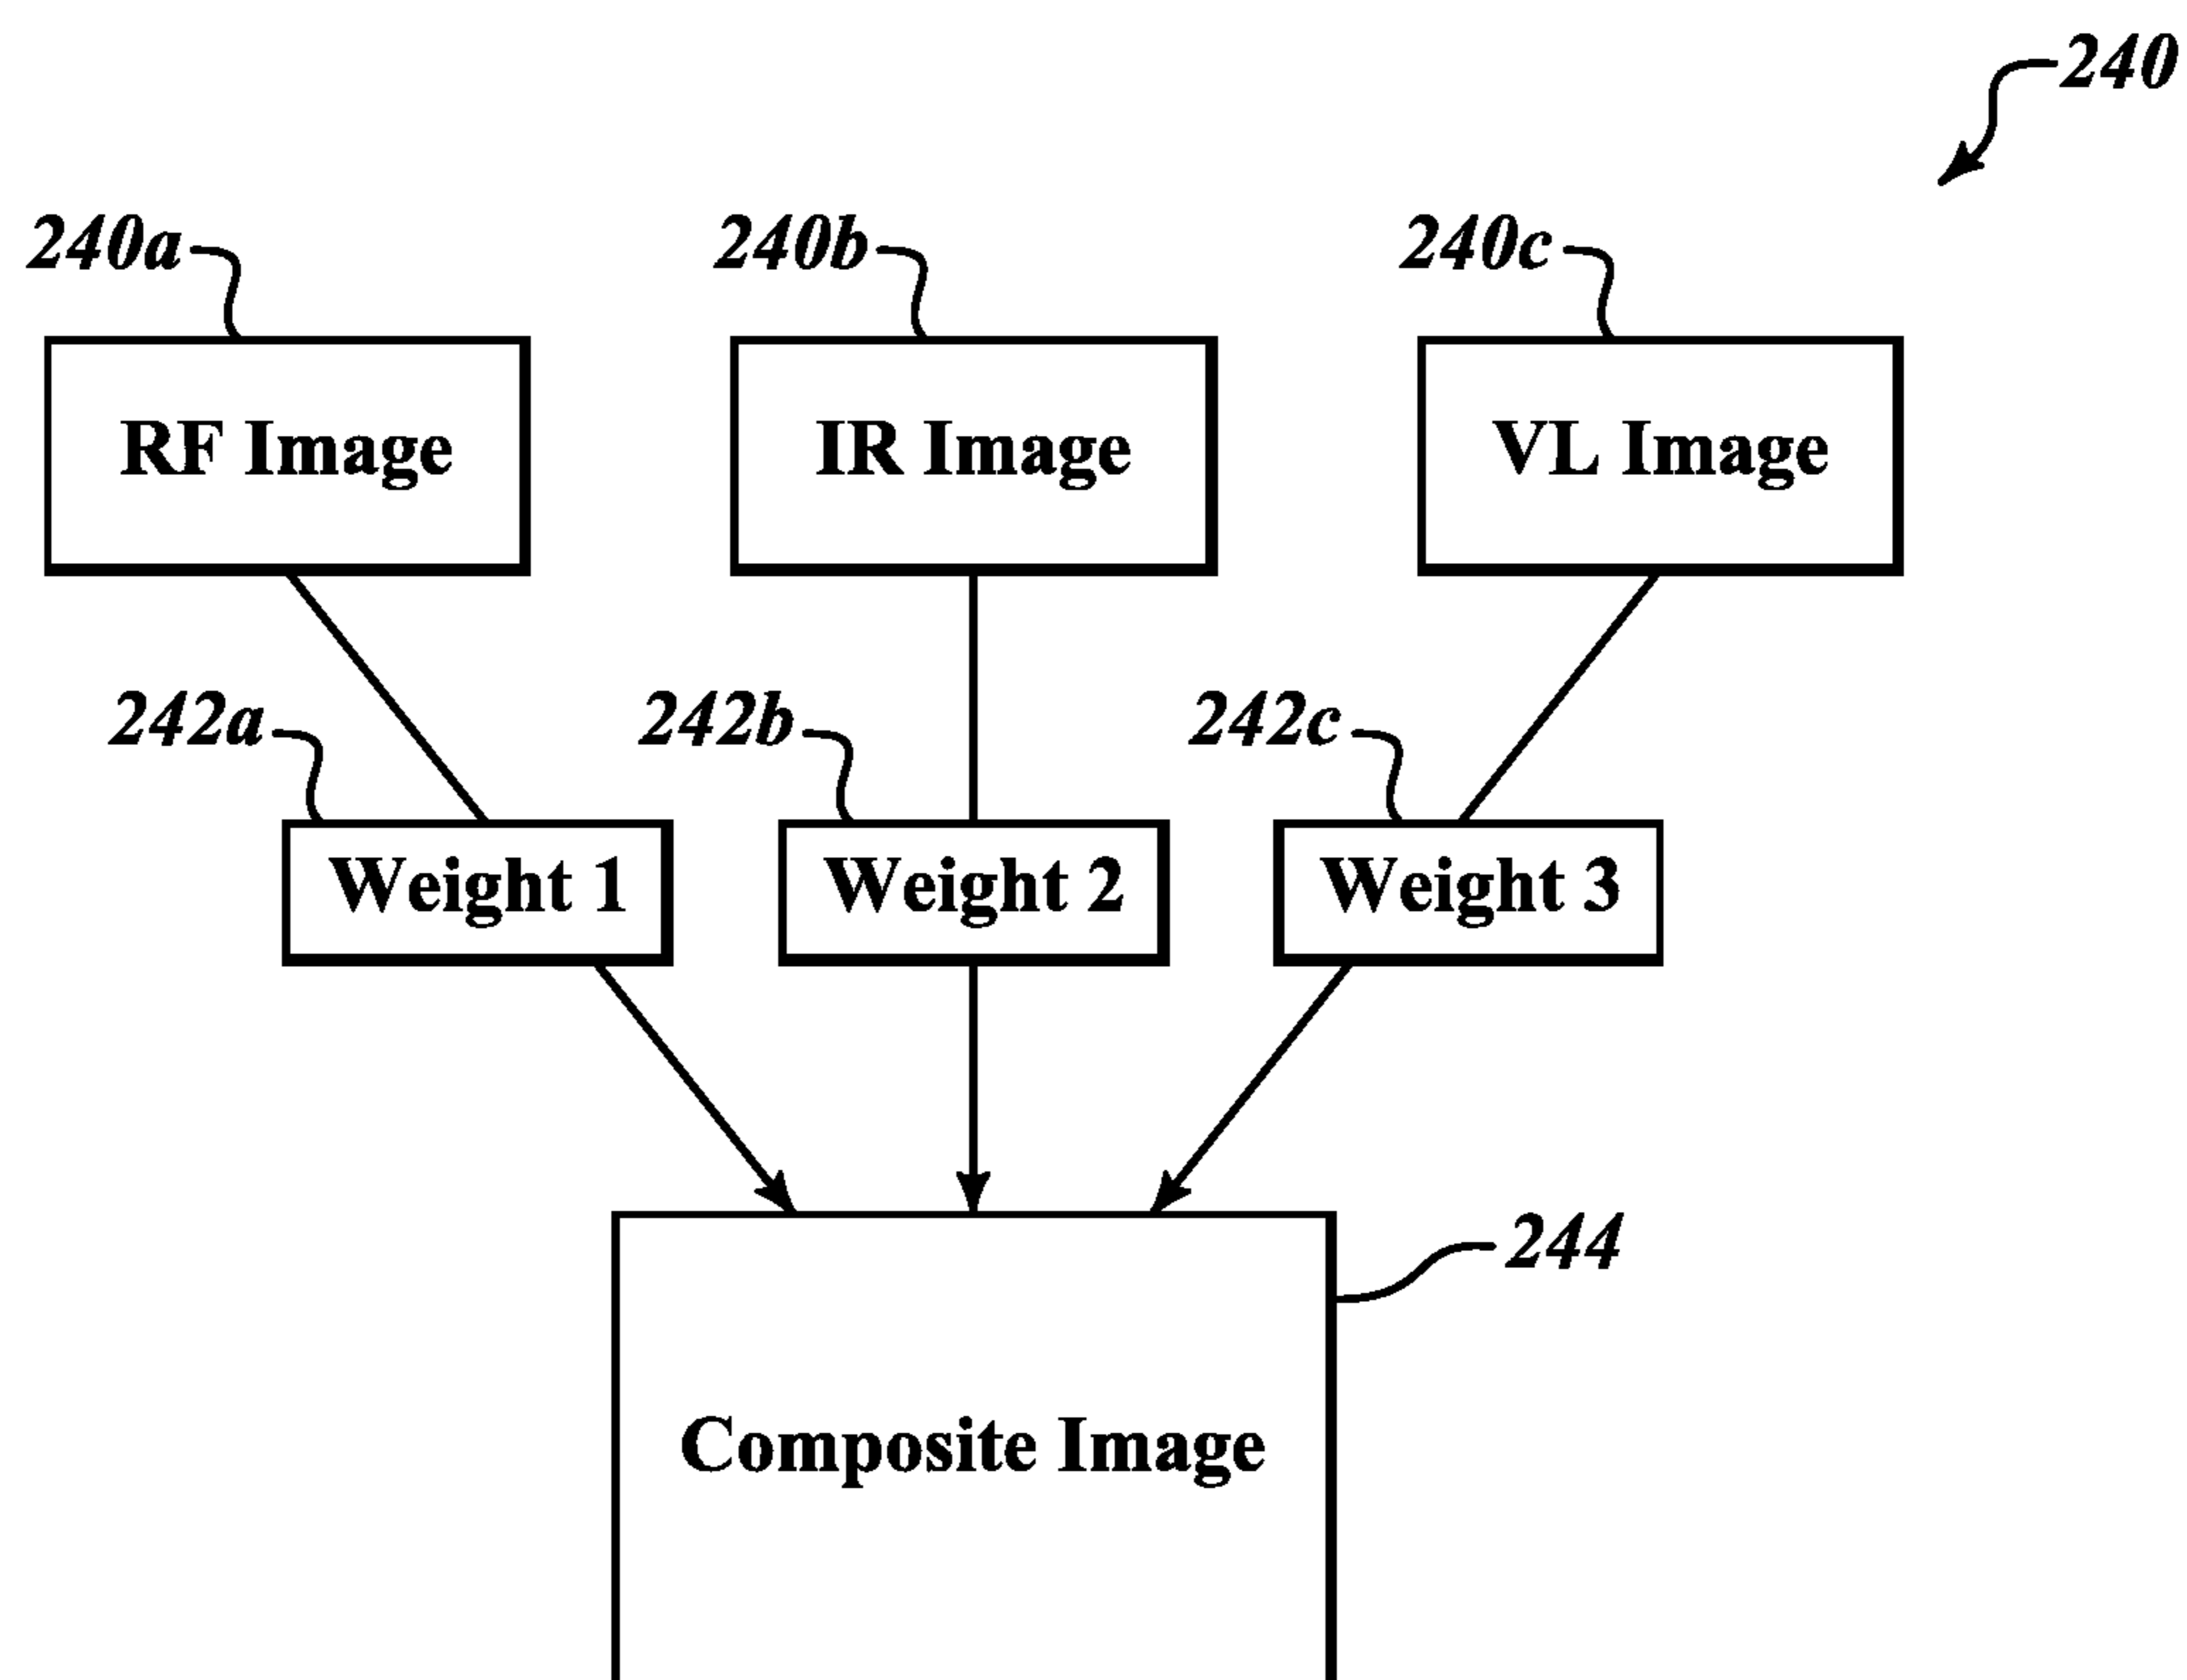 240
240a 240b 240c
RF Image IR Image VL Image
242a 242b 242c
Weight 1 Weight 2 Weight 3
244
Composite Image